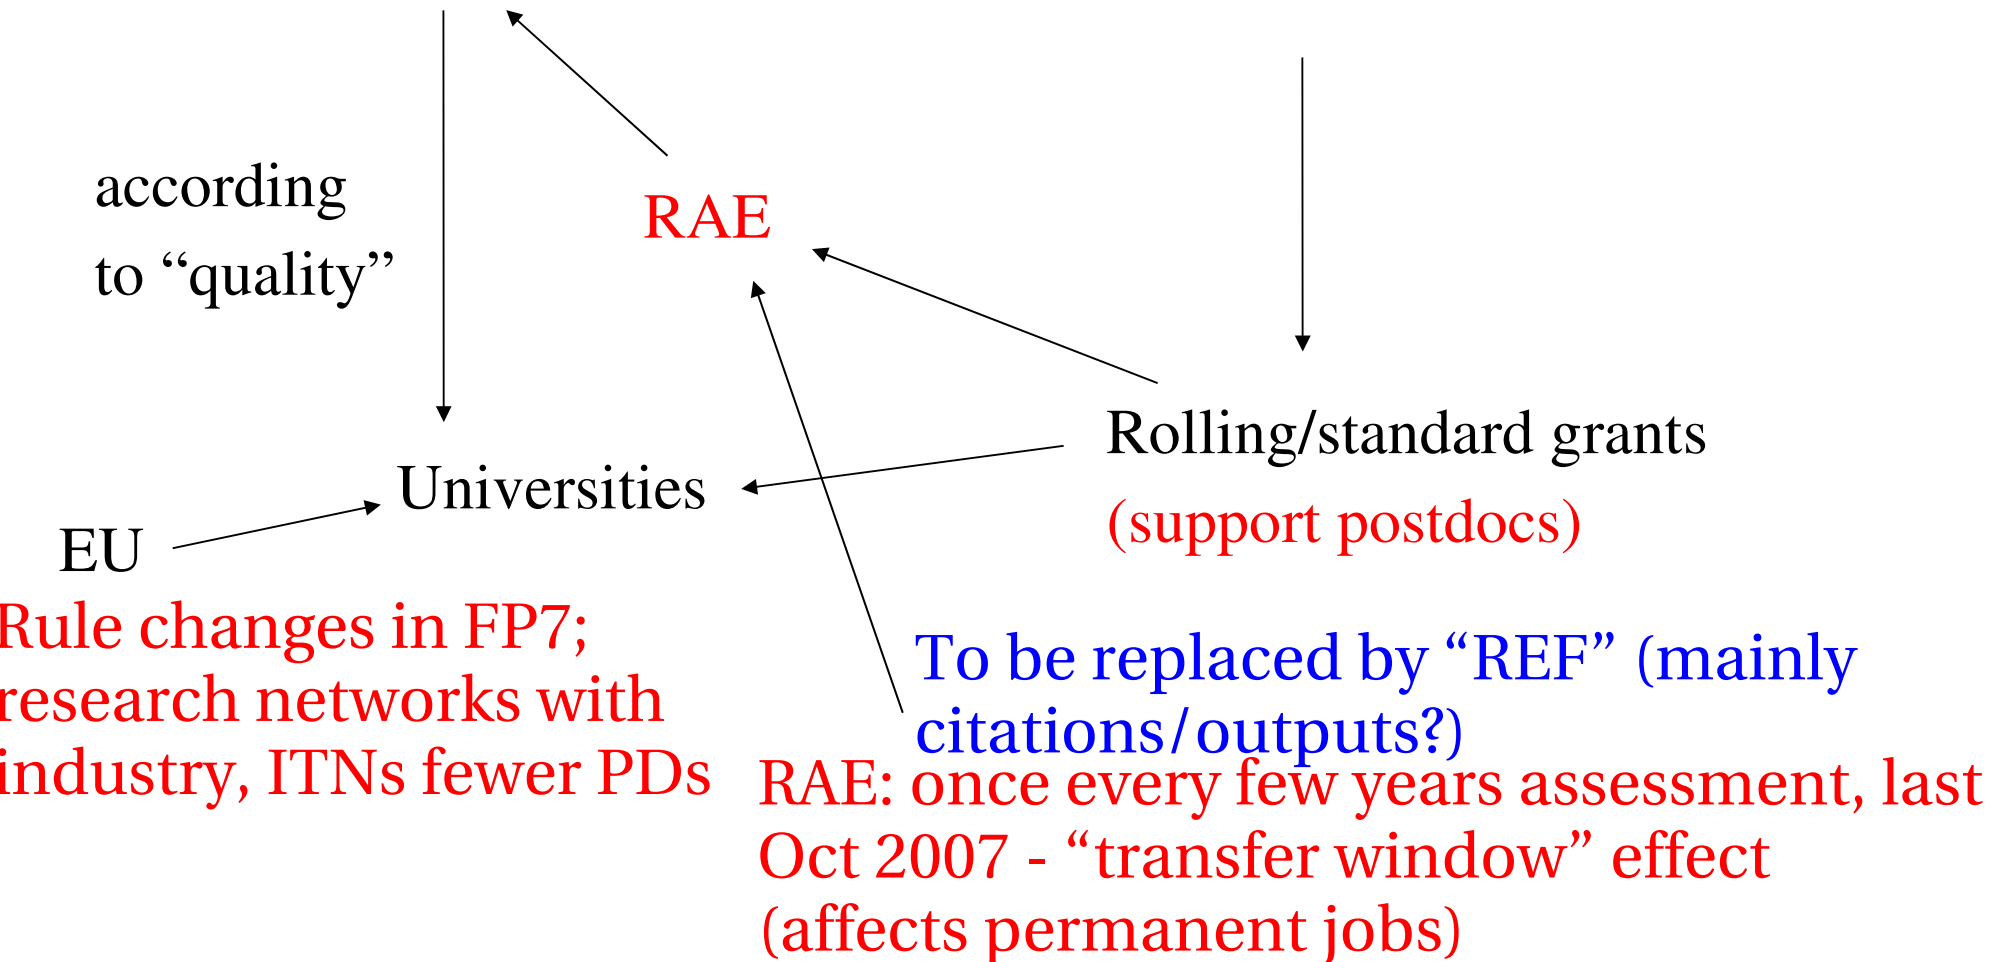 according
to “quality”
RAE
Rolling/standard grants
(support postdocs)
Universities
EU
Rule changes in FP7;
research networks with
industry, ITNs fewer PDs
To be replaced by “REF” (mainly
citations/outputs?)
RAE: once every few years assessment, last
Oct 2007 - “transfer window” effect
(affects permanent jobs)